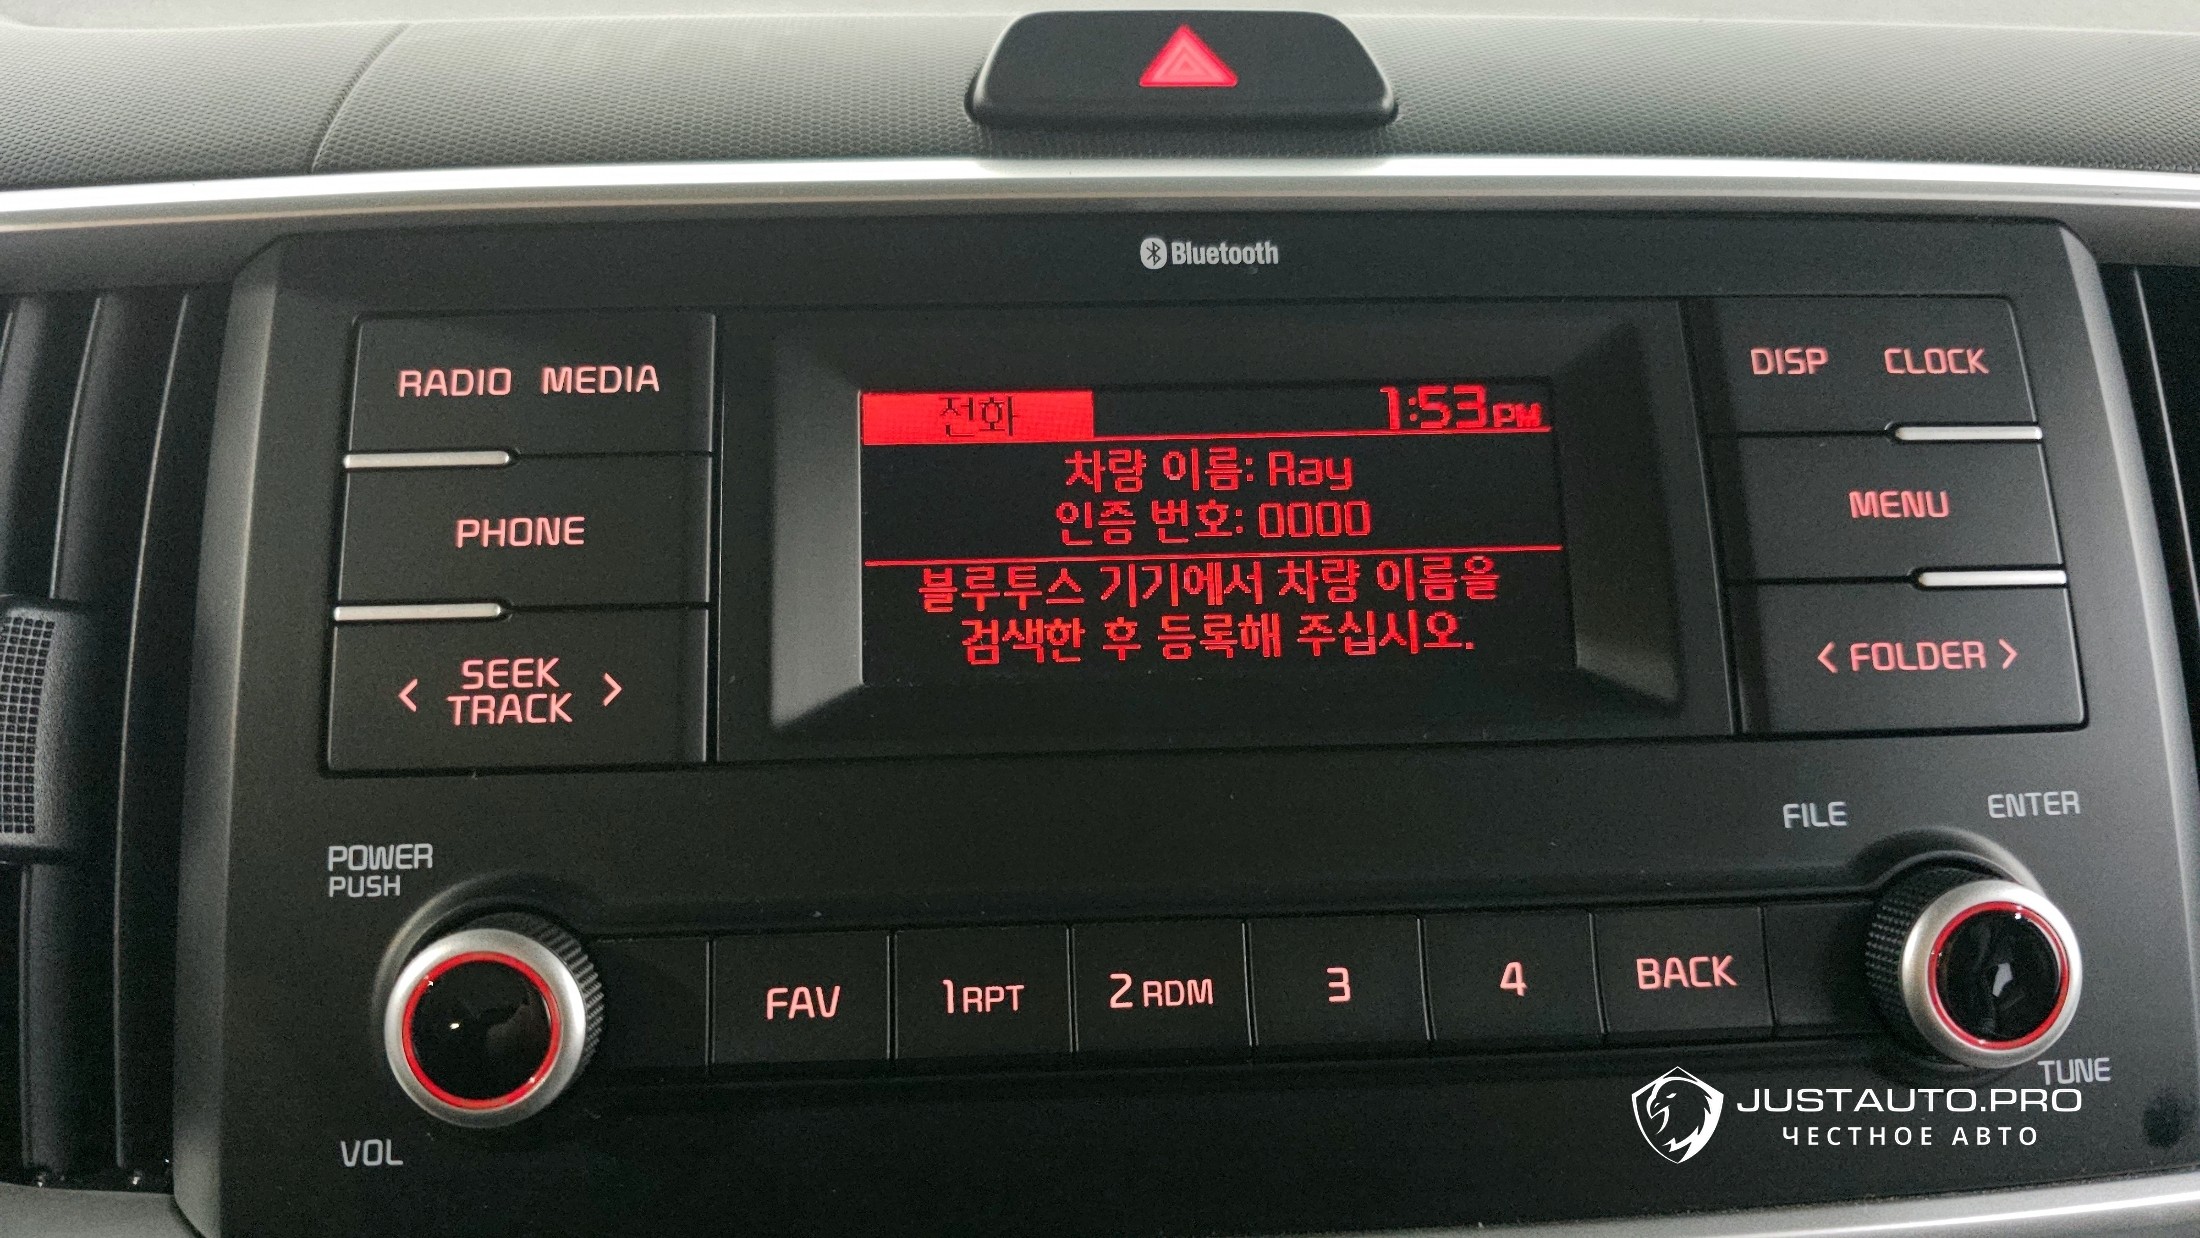 Bluetooth
RADIO MEDIA
DISP CLOCK
전화 1:53 PM
차량 이름: Ray
인증 번호: 0000
블루투스 기기에서 차량 이름을
검색한 후 등록해 주십시오.
PHONE
MENU
< SEEK TRACK >
< FOLDER >
POWER
PUSH
VOL
FILE
ENTER
FAV
1 RPT
2 RDM
3
4
BACK
TUNE
JUSTAUTO.PRO
ЧЕСТНОЕ АВТО